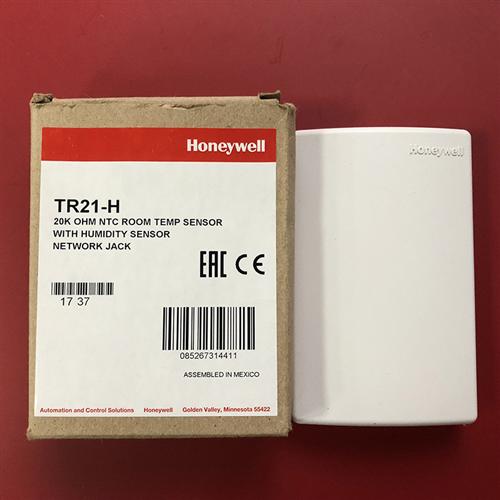 Honeywell
TR21-H
20K OHM NTC ROOM TEMP SENSOR
WITH HUMIDITY SENSOR
NETWORK JACK
EAC CE
17 37
085267314411
ASSEMBLED IN MEXICO
Automation and Control Solutions Honeywell Golden Valley, Minnesota 55422
Honeywell